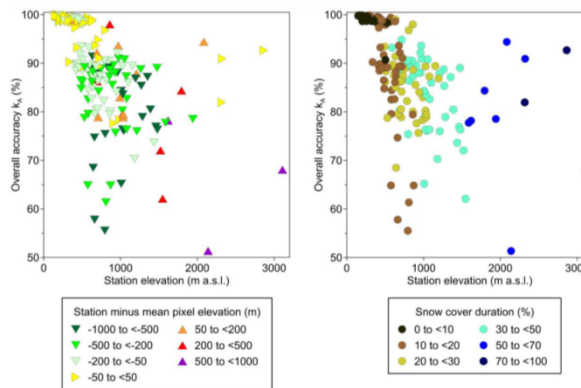 100
90
80
70
60
50
Overall accuracy kA (%)
0
1000
2000
3000
Station elevation (m a.s.l.)
Station minus mean pixel elevation (m)
-1000 to <-500
-500 to <-200
-200 to <-50
-50 to <50
50 to <200
200 to <500
500 to <1000
100
90
80
70
60
50
Overall accuracy kA (%)
0
1000
2000
3000
Station elevation (m a.s.l.)
Snow cover duration (%)
0 to <10
10 to <20
20 to <30
30 to <50
50 to <70
70 to <100